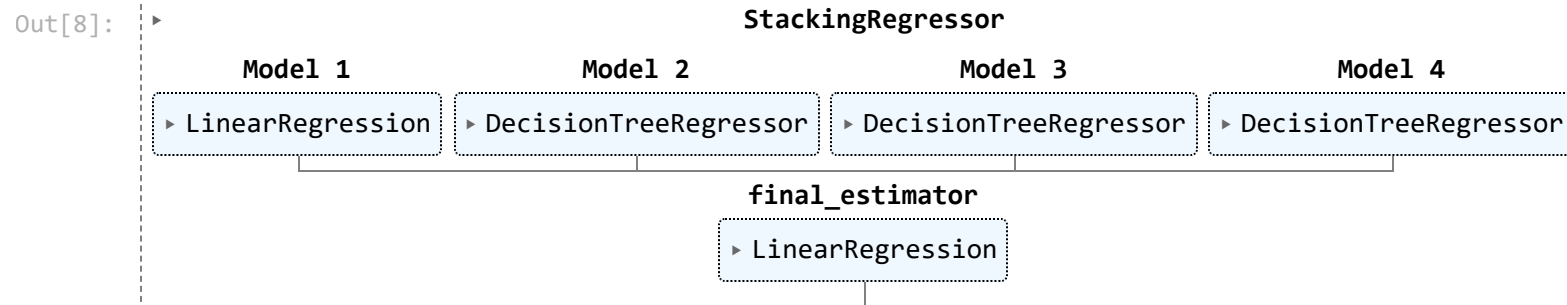 Out[8]:
StackingRegressor
Model 1 Model 2 Model 3 Model 4
LinearRegression DecisionTreeRegressor DecisionTreeRegressor DecisionTreeRegressor
final_estimator
LinearRegression